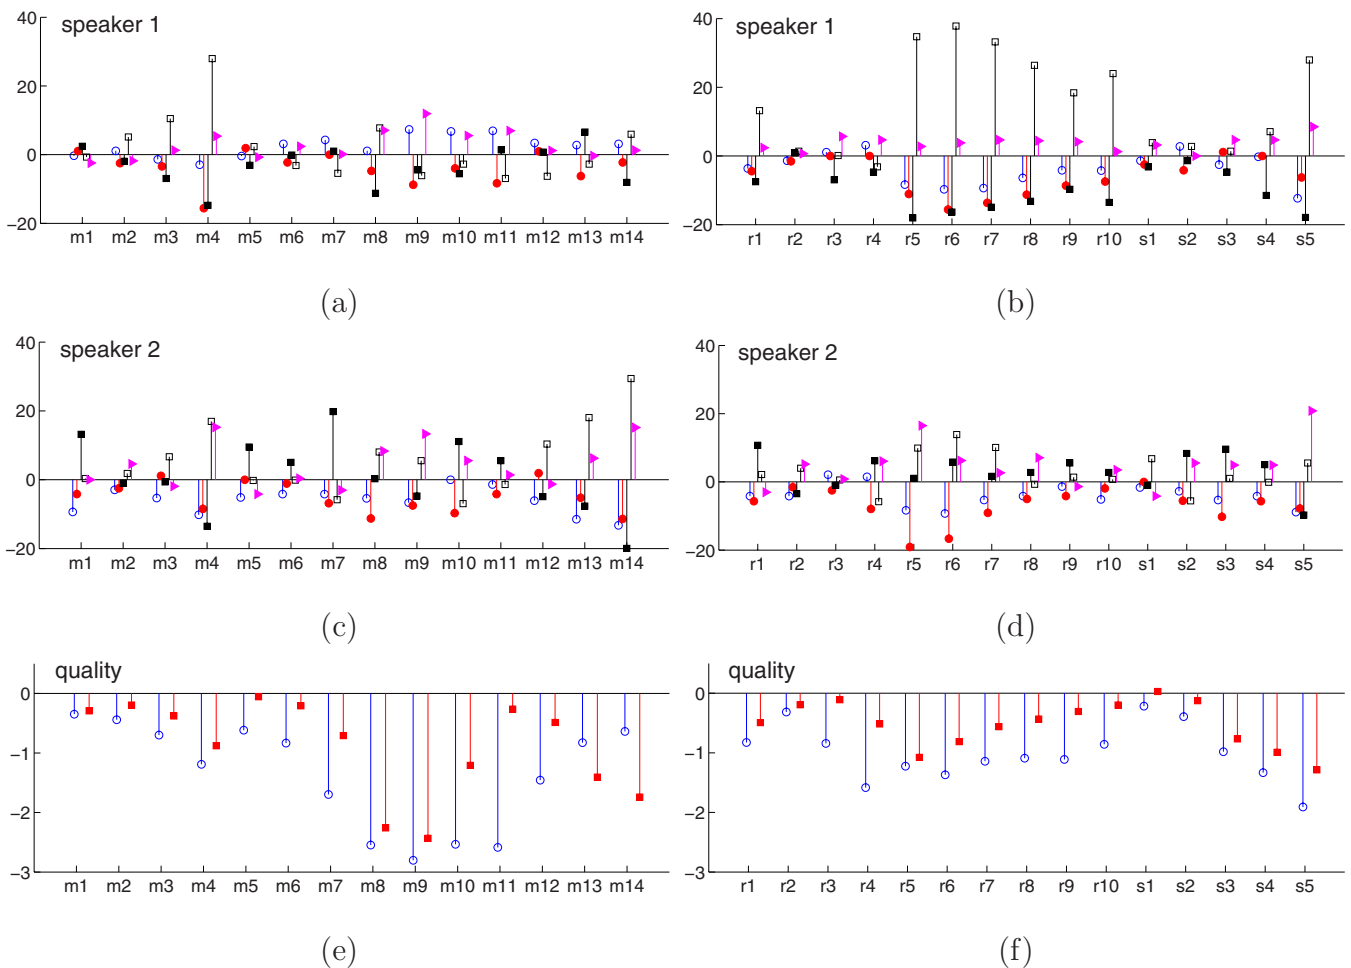 speaker 1
40
20
0
−20
m1 m2 m3 m4 m5 m6 m7 m8 m9 m10 m11 m12 m13 m14
(a)
speaker 1
40
20
0
−20
r1 r2 r3 r4 r5 r6 r7 r8 r9 r10 s1 s2 s3 s4 s5
(b)
speaker 2
40
20
0
−20
m1 m2 m3 m4 m5 m6 m7 m8 m9 m10 m11 m12 m13 m14
(c)
speaker 2
40
20
0
−20
r1 r2 r3 r4 r5 r6 r7 r8 r9 r10 s1 s2 s3 s4 s5
(d)
quality
0
−1
−2
−3
m1 m2 m3 m4 m5 m6 m7 m8 m9 m10 m11 m12 m13 m14
(e)
quality
0
−1
−2
−3
r1 r2 r3 r4 r5 r6 r7 r8 r9 r10 s1 s2 s3 s4 s5
(f)